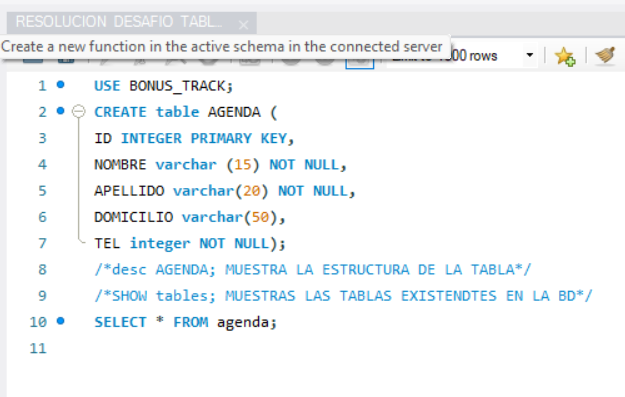 RESOLUCION DESAFIO TABL...
Create a new function in the active schema in the connected server
rows
1 USE BONUS_TRACK;
2 CREATE table AGENDA (
3 ID INTEGER PRIMARY KEY,
4 NOMBRE varchar (15) NOT NULL,
5 APELLIDO varchar(20) NOT NULL,
6 DOMICILIO varchar(50),
7 TEL integer NOT NULL);
8 /*desc AGENDA; MUESTRA LA ESTRUCTURA DE LA TABLA*/
9 /*SHOW tables; MUESTRAS LAS TABLAS EXISTENDTES EN LA BD*/
10 SELECT * FROM agenda;
11